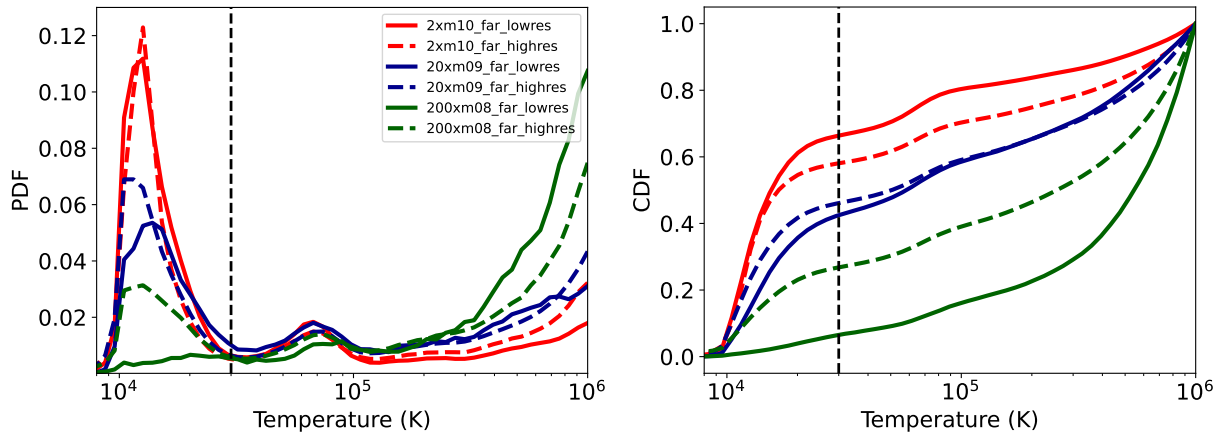 PDF
0.12
0.10
0.08
0.06
0.04
0.02
2xm10_far_lowres
2xm10_far_highres
20xm09_far_lowres
20xm09_far_highres
200xm08_far_lowres
200xm08_far_highres
10^4
10^5
10^6
Temperature (K)
CDF
1.0
0.8
0.6
0.4
0.2
0.0
10^4
10^5
10^6
Temperature (K)